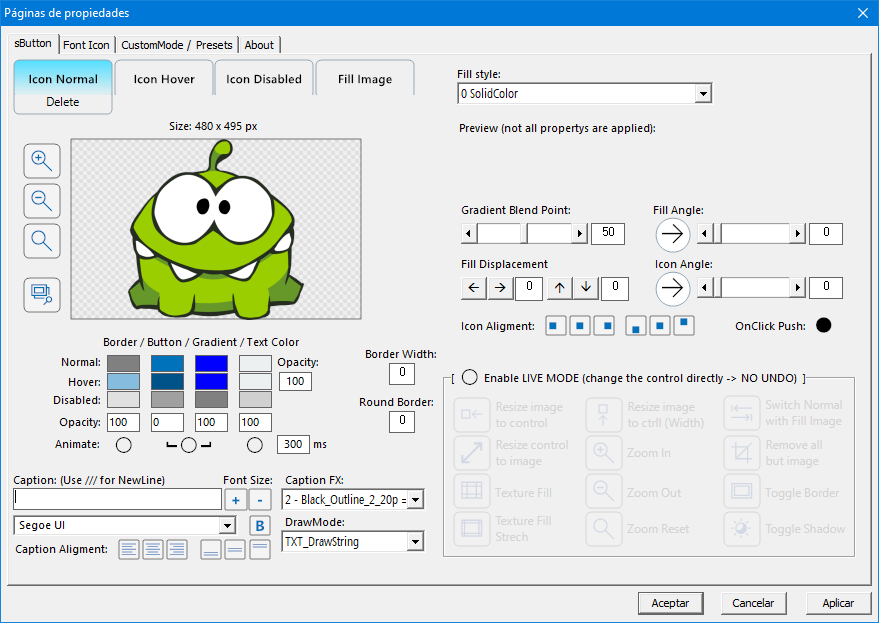 Páginas de propiedades
sButton
Font Icon
CustomMode / Presets
About
Icon Normal
Delete
Icon Hover
Icon Disabled
Fill Image
Size: 480 x 495 px
Fill style:
0 SolidColor
Preview (not all propertys are applied):
Gradient Blend Point:
50
Fill Angle:
0
Fill Displacement
0
0
Icon Angle:
0
Icon Aligment:
OnClick Push:
Border / Button / Gradient / Text Color
Normal:
Hover:
Disabled:
Opacity:
100
Opacity:
100
0
100
100
Animate:
300 ms
Border Width:
0
Round Border:
0
Caption: (Use /// for NewLine)
Font Size:
+
-
Segoe UI
B
Caption Aligment:
Caption FX:
2 - Black_Outline_2_20p =
DrawMode:
TXT_DrawString
[ Enable LIVE MODE (change the control directly -> NO UNDO) ]
Resize image
to control
Resize image
to ctrll (Width)
Switch Normal
with Fill Image
Resize control
to image
Zoom In
Remove all
but image
Texture Fill
Zoom Out
Toggle Border
Texture Fill
Strech
Zoom Reset
Toggle Shadow
Aceptar
Cancelar
Aplicar